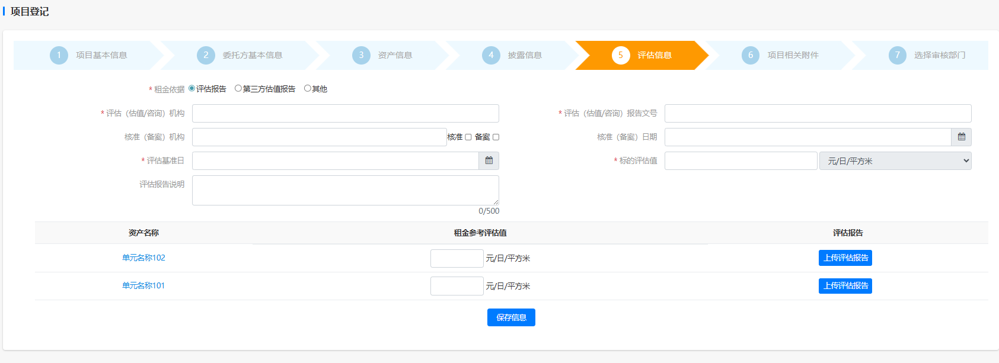 项目登记
1 项目基本信息 2 委托方基本信息 3 资产信息 4 披露信息 5 评估信息 6 项目相关附件 7 选择审核部门
* 租金依据 评估报告 第三方估值报告 其他
* 评估（估值/咨询）机构 * 评估（估值/咨询）报告文号
核准（备案）机构 核准 备案 核准（备案）日期
* 评估基准日 * 标的评估值 元/日/平方米
评估报告说明
0/500
资产名称 租金参考评估值 评估报告
单元名称102 元/日/平方米 上传评估报告
单元名称101 元/日/平方米 上传评估报告
保存信息